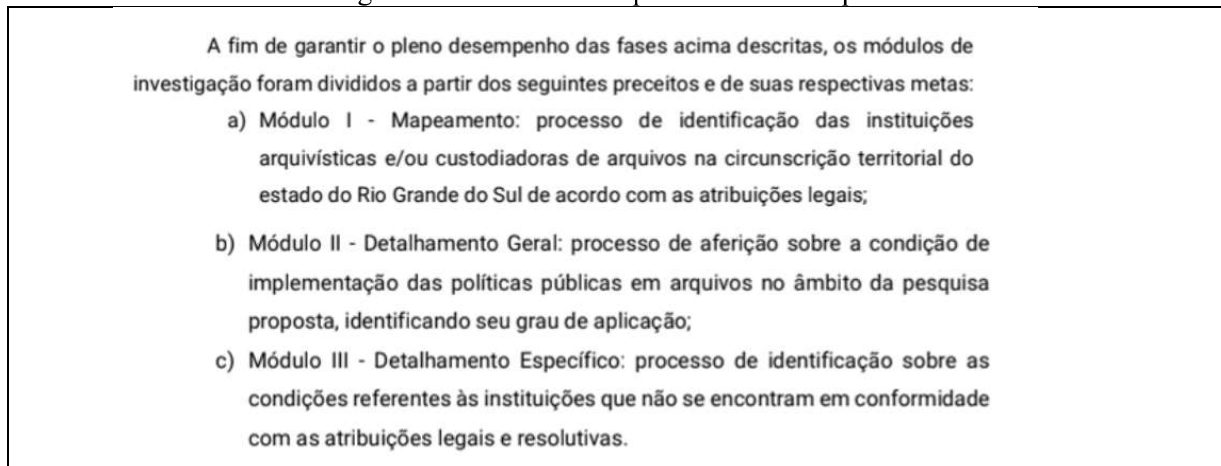 A fim de garantir o pleno desempenho das fases acima descritas, os módulos de
investigação foram divididos a partir dos seguintes preceitos e de suas respectivas metas:
a) Módulo I - Mapeamento: processo de identificação das instituições
arquivísticas e/ou custodiadoras de arquivos na circunscrição territorial do
estado do Rio Grande do Sul de acordo com as atribuições legais;
b) Módulo II - Detalhamento Geral: processo de aferição sobre a condição de
implementação das políticas públicas em arquivos no âmbito da pesquisa
proposta, identificando seu grau de aplicação;
c) Módulo III - Detalhamento Específico: processo de identificação sobre as
condições referentes às instituições que não se encontram em conformidade
com as atribuições legais e resolutivas.